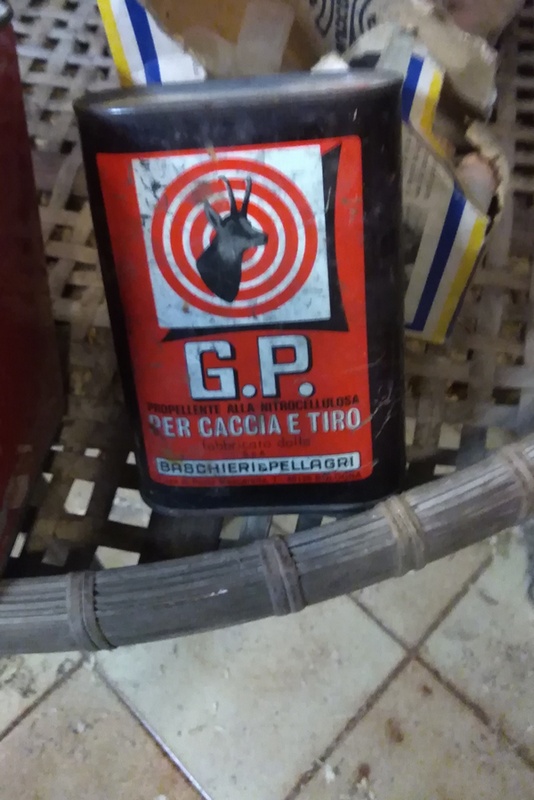 G.P.
PROPELLENTE ALLA NITROCELLULOSA
PER CACCIA E TIRO
fabbricato dalla
S.p.A.
BASCHIERI & PELLAGRI